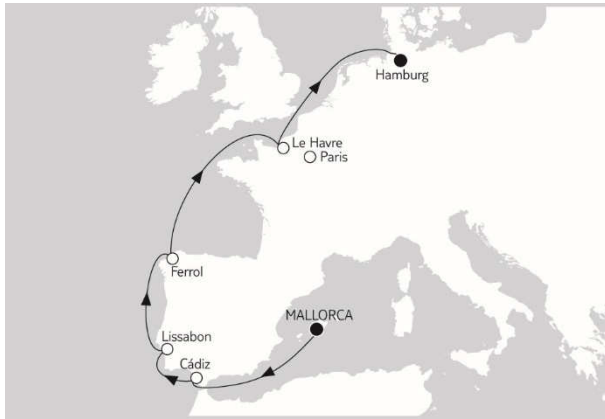 Hamburg
Le Havre
Paris
Ferrol
MALLORCA
Lissabon
Cádiz